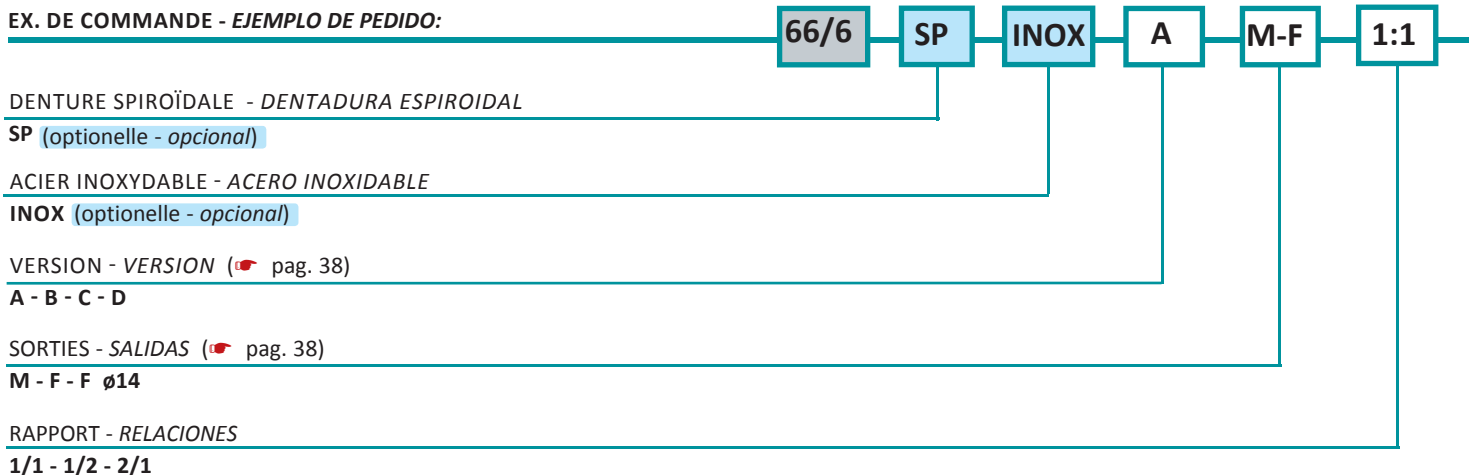 EX. DE COMMANDE - EJEMPLO DE PEDIDO:
66/6 SP INOX A M-F 1:1
DENTURE SPIROÏDALE - DENTADURA ESPIROIDAL
SP (optionelle - opcional)
ACIER INOXYDABLE - ACERO INOXIDABLE
INOX (optionelle - opcional)
VERSION - VERSION (☛ pag. 38)
A - B - C - D
SORTIES - SALIDAS (☛ pag. 38)
M - F - F ø14
RAPPORT - RELACIONES
1/1 - 1/2 - 2/1